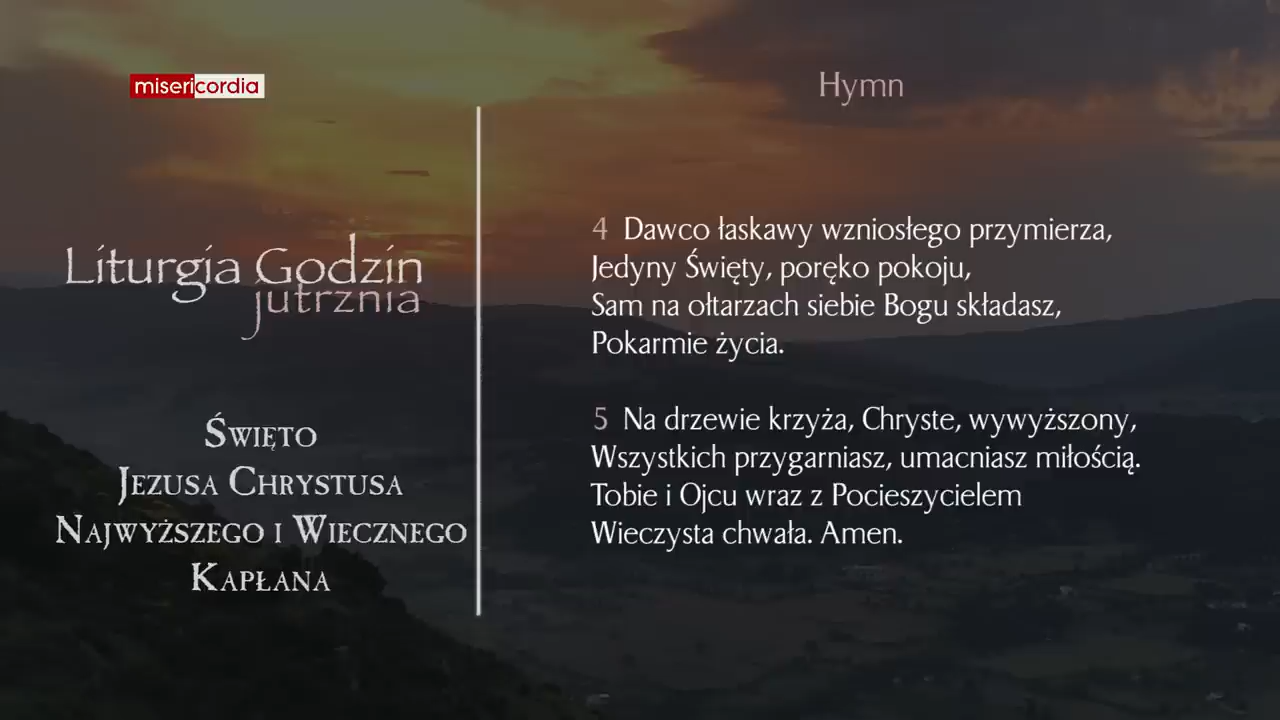 misericordia
Liturgia Godzin
jutrznia
Święto
Jezusa Chrystusa
Najwyższego i Wiecznego
Kapłana
Hymn
4 Dawco łaskawy wzniosłego przymierza,
Jedyny Święty, poręko pokoju,
Sam na ołtarzach siebie Bogu składasz,
Pokarmie życia.
5 Na drzewie krzyża, Chryste, wywyższony,
Wszystkich przygarniasz, umacniasz miłością.
Tobie i Ojcu wraz z Pocieszycielem
Wieczysta chwała. Amen.